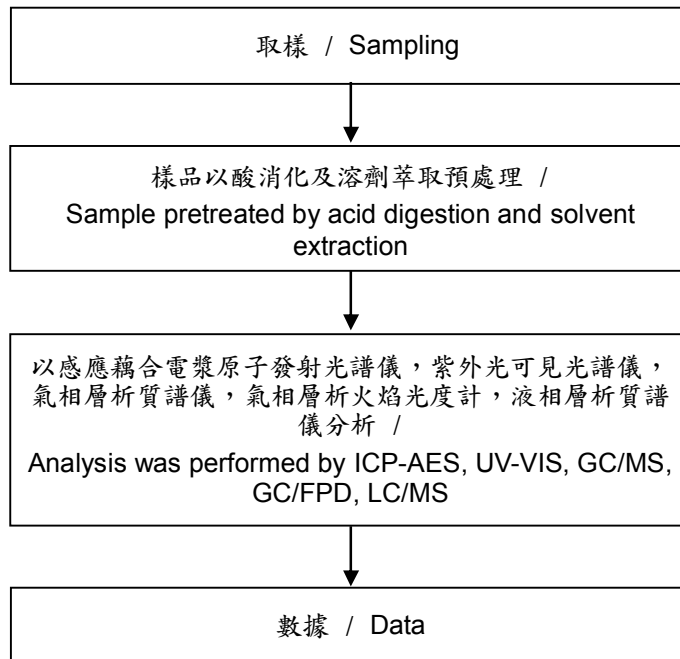 取樣 / Sampling
樣品以酸消化及溶劑萃取預處理 /
Sample pretreated by acid digestion and solvent
extraction
以感應藕合電漿原子發射光譜儀，紫外光可見光譜儀，
氣相層析質譜儀，氣相層析火焰光度計，液相層析質譜
儀分析 /
Analysis was performed by ICP-AES, UV-VIS, GC/MS,
GC/FPD, LC/MS
數據 / Data